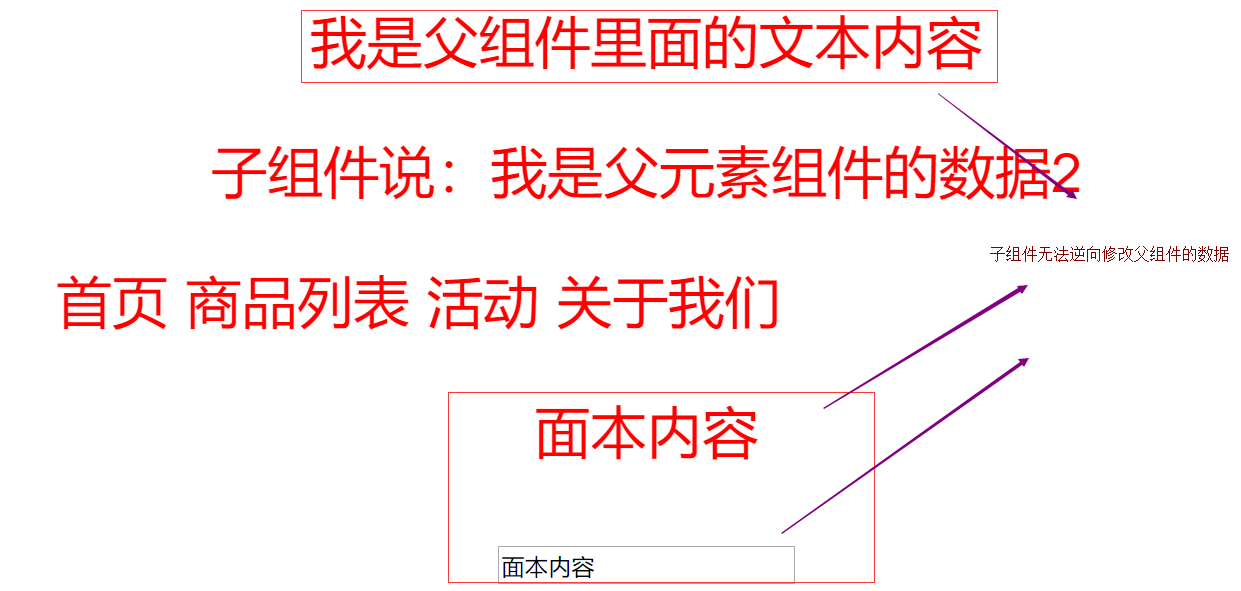 我是父组件里面的文本内容
子组件说：我是父元素组件的数据2
子组件无法逆向修改父组件的数据
首页 商品列表 活动 关于我们
面本内容
面本内容